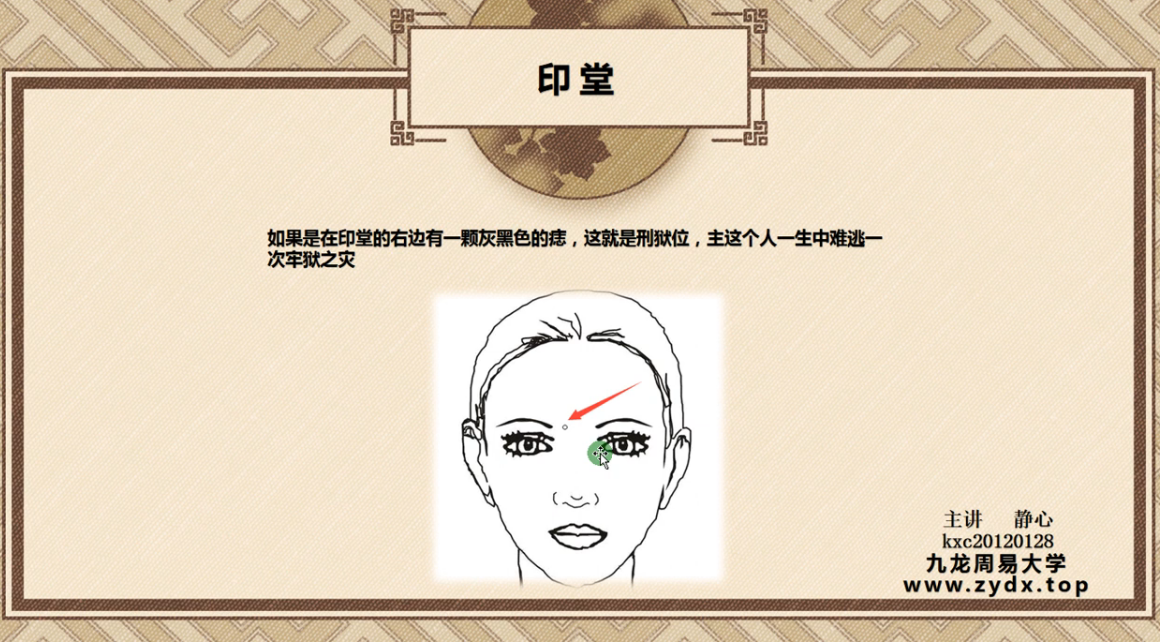 印堂
如果是在印堂的右边有一颗灰黑色的痣，这就是刑狱位，主这个人一生中难逃一
次牢狱之灾
主讲 静心
kxc20120128
九龙周易大学
www.zydx.top